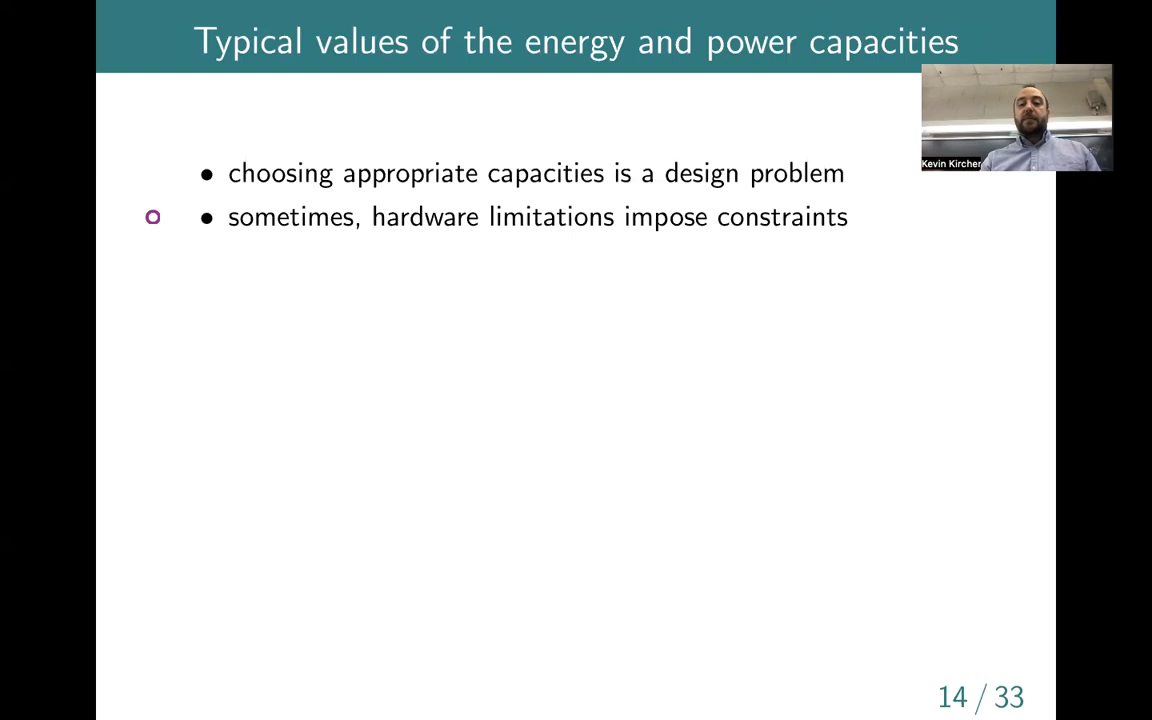 Typical values of the energy and power capacities
Kevin Kircher
• choosing appropriate capacities is a design problem
• sometimes, hardware limitations impose constraints
14 / 33